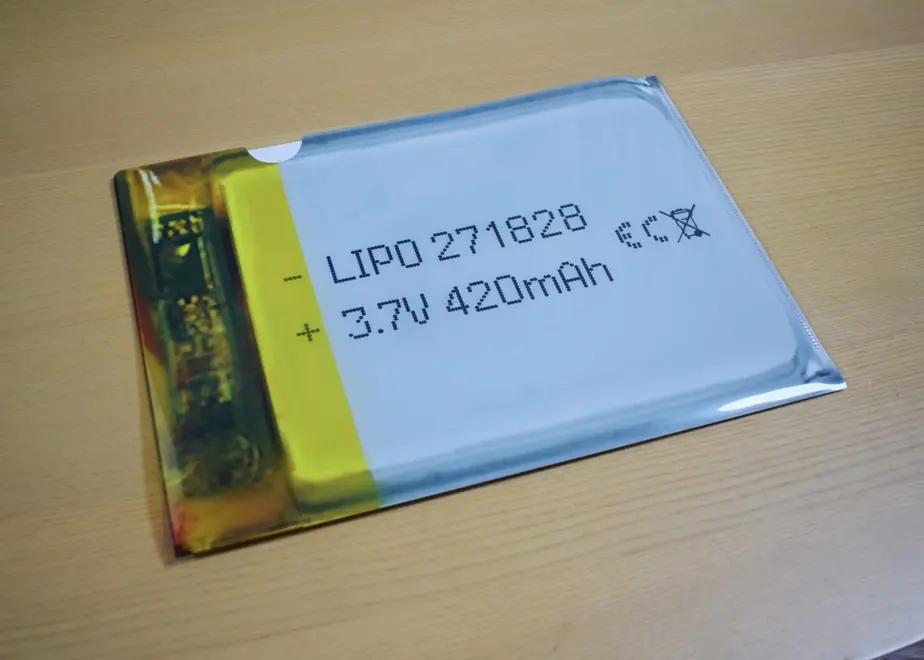 - LIPO 271828
+ 3.7V 420mAh
CE